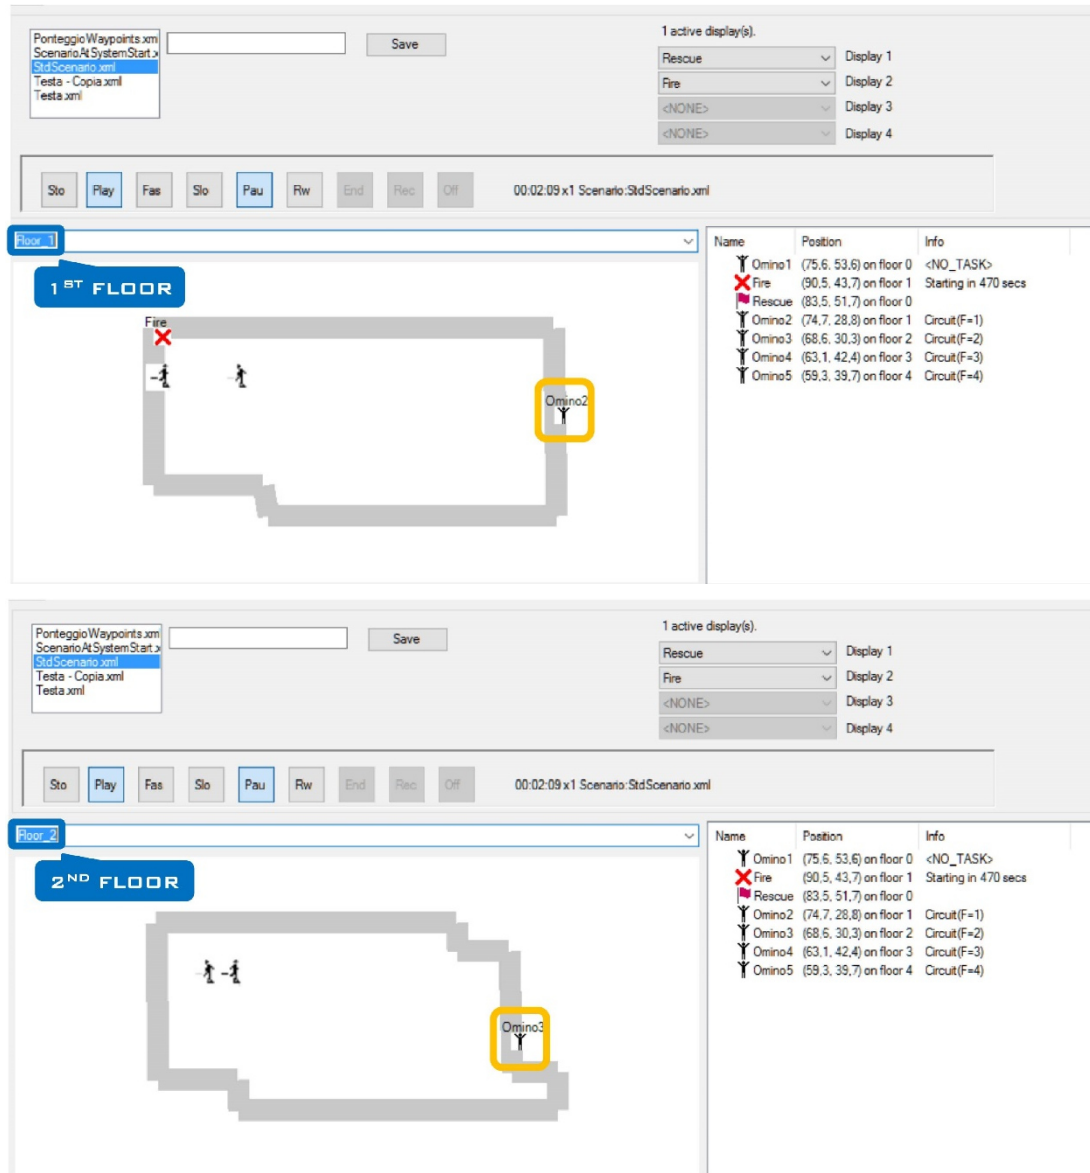 PonteggioWaypoints.xml
ScenarioAtSystemStart.x
StdScenario.xml
Testa - Copia.xml
Testa.xml
Save
1 active display(s).
Rescue Display 1
Fire Display 2
<NONE> Display 3
<NONE> Display 4
Sto Play Fas Slo Pau Rw End Rec Off 00:02:09 x1 Scenario:StdScenario.xml
Floor_1
1ST FLOOR
Fire
Omino2
Name Position Info
Omino1 (75,6, 53,6) on floor 0 <NO_TASK>
Fire (90,5, 43,7) on floor 1 Starting in 470 secs
Rescue (83,5, 51,7) on floor 0
Omino2 (74,7, 28,8) on floor 1 Circuit(F=1)
Omino3 (68,6, 30,3) on floor 2 Circuit(F=2)
Omino4 (63,1, 42,4) on floor 3 Circuit(F=3)
Omino5 (59,3, 39,7) on floor 4 Circuit(F=4)
PonteggioWaypoints.xml
ScenarioAtSystemStart.x
StdScenario.xml
Testa - Copia.xml
Testa.xml
Save
1 active display(s).
Rescue Display 1
Fire Display 2
<NONE> Display 3
<NONE> Display 4
Sto Play Fas Slo Pau Rw End Rec Off 00:02:09 x1 Scenario:StdScenario.xml
Floor_2
2ND FLOOR
Omino3
Name Position Info
Omino1 (75,6, 53,6) on floor 0 <NO_TASK>
Fire (90,5, 43,7) on floor 1 Starting in 470 secs
Rescue (83,5, 51,7) on floor 0
Omino2 (74,7, 28,8) on floor 1 Circuit(F=1)
Omino3 (68,6, 30,3) on floor 2 Circuit(F=2)
Omino4 (63,1, 42,4) on floor 3 Circuit(F=3)
Omino5 (59,3, 39,7) on floor 4 Circuit(F=4)